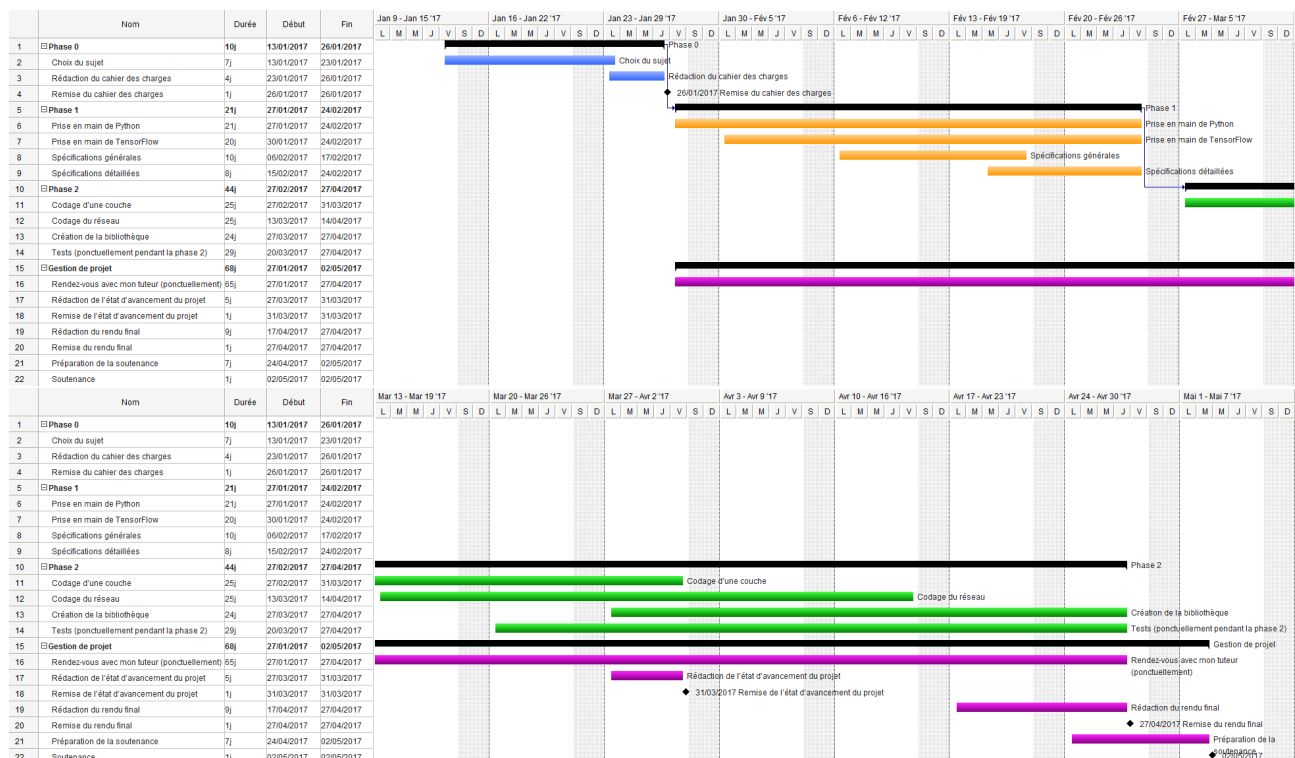 Nom Durée Début Fin Jan 9 - Jan 15 '17 Jan 16 - Jan 22 '17 Jan 23 - Jan 29 '17 Jan 30 - Fév 5 '17 Fév 6 - Fév 12 '17 Fév 13 - Fév 19 '17 Fév 20 - Fév 26 '17 Fév 27 - Mar 5 '17
L M M J V S D L M M J V S D L M M J V S D L M M J V S D L M M J V S D L M M J V S D L M M J V S D L M M J V S D
1 Phase 0 10j 13/01/2017 26/01/2017 Phase 0
2 Choix du sujet 7j 13/01/2017 23/01/2017 Choix du sujet
3 Rédaction du cahier des charges 4j 23/01/2017 26/01/2017 Rédaction du cahier des charges
4 Remise du cahier des charges 1j 26/01/2017 26/01/2017 26/01/2017 Remise du cahier des charges
5 Phase 1 21j 27/01/2017 24/02/2017 Phase 1
6 Prise en main de Python 21j 27/01/2017 24/02/2017 Prise en main de Python
7 Prise en main de TensorFlow 20j 30/01/2017 24/02/2017 Prise en main de TensorFlow
8 Spécifications générales 10j 06/02/2017 17/02/2017 Spécifications générales
9 Spécifications détaillées 8j 15/02/2017 24/02/2017 Spécifications détaillées
10 Phase 2 44j 27/02/2017 27/04/2017
11 Codage d'une couche 25j 27/02/2017 31/03/2017
12 Codage du réseau 25j 13/03/2017 14/04/2017
13 Création de la bibliothèque 24j 27/03/2017 27/04/2017
14 Tests (ponctuellement pendant la phase 2) 29j 20/03/2017 27/04/2017
15 Gestion de projet 68j 27/01/2017 02/05/2017
16 Rendez-vous avec mon tuteur (ponctuellement) 65j 27/01/2017 27/04/2017
17 Rédaction de l'état d'avancement du projet 5j 27/03/2017 31/03/2017
18 Remise de l'état d'avancement du projet 1j 31/03/2017 31/03/2017
19 Rédaction du rendu final 9j 17/04/2017 27/04/2017
20 Remise du rendu final 1j 27/04/2017 27/04/2017
21 Préparation de la soutenance 7j 24/04/2017 02/05/2017
22 Soutenance 1j 02/05/2017 02/05/2017
Nom Durée Début Fin Mar 13 - Mar 19 '17 Mar 20 - Mar 26 '17 Mar 27 - Avr 2 '17 Avr 3 - Avr 9 '17 Avr 10 - Avr 16 '17 Avr 17 - Avr 23 '17 Avr 24 - Avr 30 '17 Mai 1 - Mai 7 '17
L M M J V S D L M M J V S D L M M J V S D L M M J V S D L M M J V S D L M M J V S D L M M J V S D L M M J V S D
1 Phase 0 10j 13/01/2017 26/01/2017
2 Choix du sujet 7j 13/01/2017 23/01/2017
3 Rédaction du cahier des charges 4j 23/01/2017 26/01/2017
4 Remise du cahier des charges 1j 26/01/2017 26/01/2017
5 Phase 1 21j 27/01/2017 24/02/2017
6 Prise en main de Python 21j 27/01/2017 24/02/2017
7 Prise en main de TensorFlow 20j 30/01/2017 24/02/2017
8 Spécifications générales 10j 06/02/2017 17/02/2017
9 Spécifications détaillées 8j 15/02/2017 24/02/2017
10 Phase 2 44j 27/02/2017 27/04/2017 Phase 2
11 Codage d'une couche 25j 27/02/2017 31/03/2017 Codage d'une couche
12 Codage du réseau 25j 13/03/2017 14/04/2017 Codage du réseau
13 Création de la bibliothèque 24j 27/03/2017 27/04/2017 Création de la bibliothèque
14 Tests (ponctuellement pendant la phase 2) 29j 20/03/2017 27/04/2017 Tests (ponctuellement pendant la phase 2)
15 Gestion de projet 68j 27/01/2017 02/05/2017 Gestion de projet
16 Rendez-vous avec mon tuteur (ponctuellement) 65j 27/01/2017 27/04/2017 Rendez-vous avec mon tuteur
(ponctuellement)
17 Rédaction de l'état d'avancement du projet 5j 27/03/2017 31/03/2017 Rédaction de l'état d'avancement du projet
18 Remise de l'état d'avancement du projet 1j 31/03/2017 31/03/2017 31/03/2017 Remise de l'état d'avancement du projet
19 Rédaction du rendu final 9j 17/04/2017 27/04/2017 Rédaction du rendu final
20 Remise du rendu final 1j 27/04/2017 27/04/2017 27/04/2017 Remise du rendu final
21 Préparation de la soutenance 7j 24/04/2017 02/05/2017 Préparation de la
soutenance
22 Soutenance 1j 02/05/2017 02/05/2017 02/05/2017